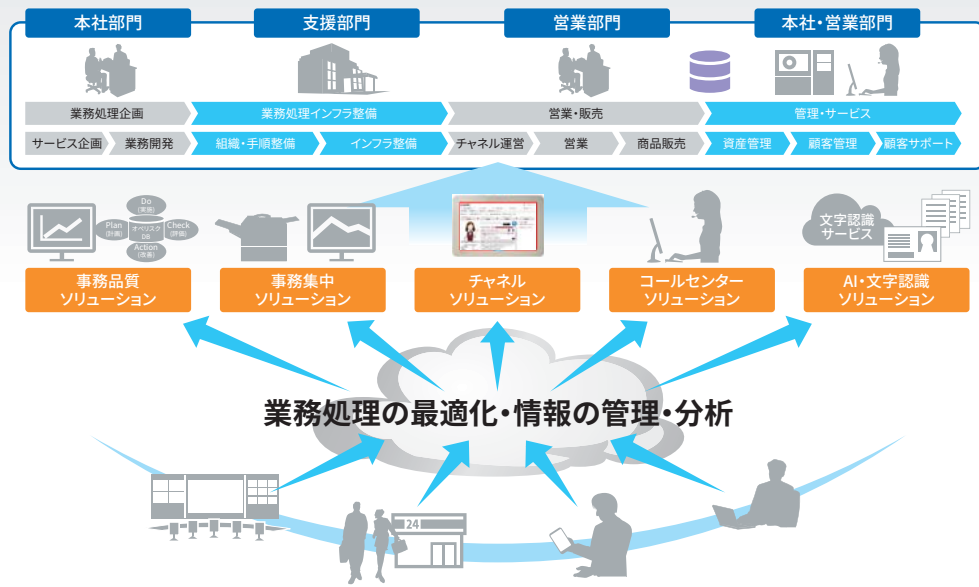 本社部門
支援部門
営業部門
本社・営業部門
業務処理企画
業務処理インフラ整備
営業・販売
管理・サービス
サービス企画
業務開発
組織・手順整備
インフラ整備
チャネル運営
営業
商品販売
資産管理
顧客管理
顧客サポート
Do
(実施)
Plan
(計画)
オペリスク
DB
Check
(評価)
Action
(改善)
文字認識
サービス
事務品質
ソリューション
事務集中
ソリューション
チャネル
ソリューション
コールセンター
ソリューション
AI・文字認識
ソリューション
業務処理の最適化・情報の管理・分析
24